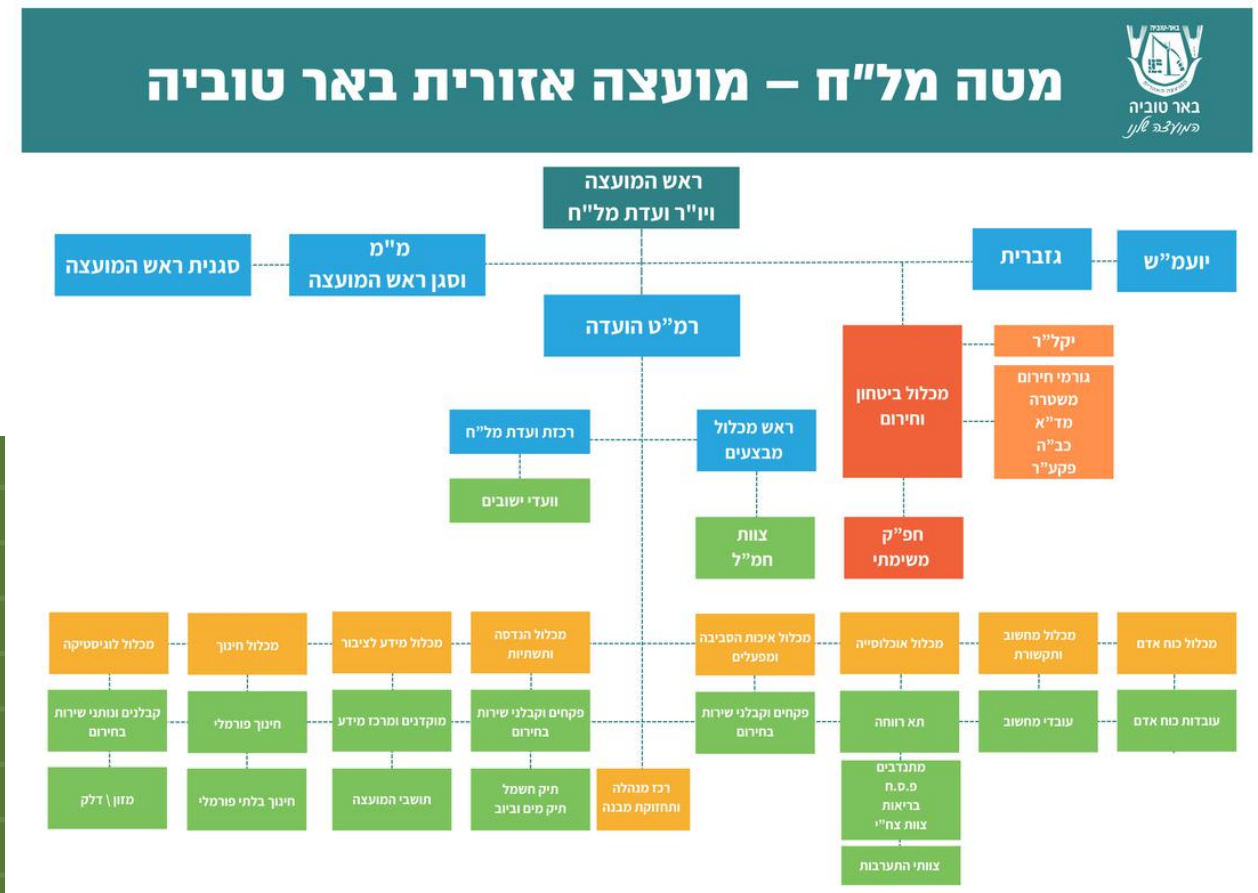 מטה מל"ח – מועצה אזורית באר טוביה
באר טוביה
המועצה שלנו
ראש המועצה
ויו"ר ועדת מל"ח
יועמ"ש
גזברית
מ"מ
וסגן ראש המועצה
סגנית ראש המועצה
רמ"ט הועדה
מכלול ביטחון
וחירום
יקל"ר
גורמי חירום
משטרה
מד"א
כב"ה
פקע"ר
ראש מכלול
מבצעים
רכזת ועדת מל"ח
וועדי ישובים
צוות
חמ"ל
חפ"ק
משימתי
מכלול כוח אדם
מכלול מחשוב
ותקשורת
מכלול אוכלוסייה
מכלול איכות הסביבה
ומפעלים
מכלול הנדסה
ותשתיות
מכלול מידע לציבור
מכלול חינוך
מכלול לוגיסטיקה
עובדות כוח אדם
עובדי מחשוב
תא רווחה
פקחים וקבלני שירות
בחירום
פקחים וקבלני שירות
בחירום
מוקדנים ומרכז מידע
חינוך פורמלי
קבלנים ונותני שירות
בחירום
מתנדבים
פ.ס.ח
בריאות
צוות צח"י
רכז מנהלה
ותחזוקת מבנה
תיק חשמל
תיק מים וביוב
תושבי המועצה
חינוך בלתי פורמלי
מזון \ דלק
צוותי התערבות